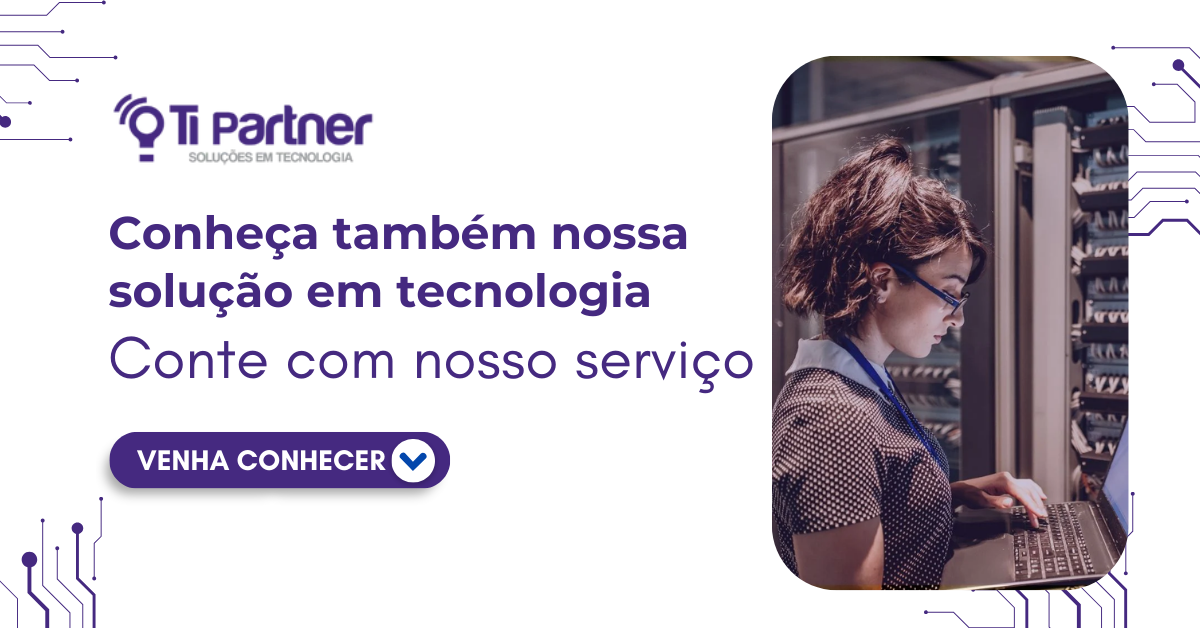 Ti Partner
SOLUÇÕES EM TECNOLOGIA
Conheça também nossa
solução em tecnologia
Conte com nosso serviço
VENHA CONHECER